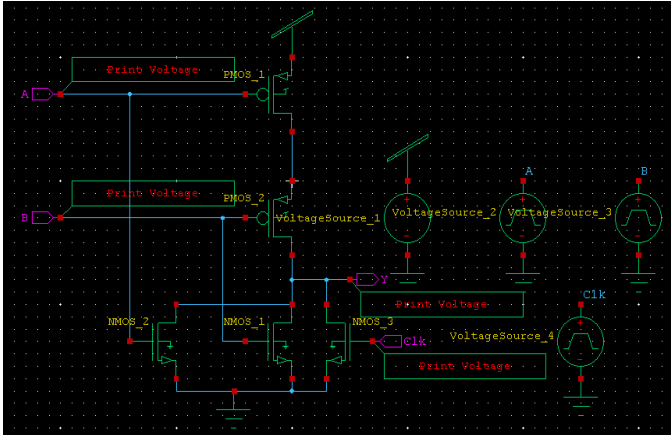 Print Voltage
PMOS_1
A
Print Voltage
PMOS_2
B
VoltageSource_1
VoltageSource_2
A
VoltageSource_3
B
Y
Print Voltage
NMOS_2
NMOS_1
NMOS_3
Clk
Print Voltage
VoltageSource_4
Clk